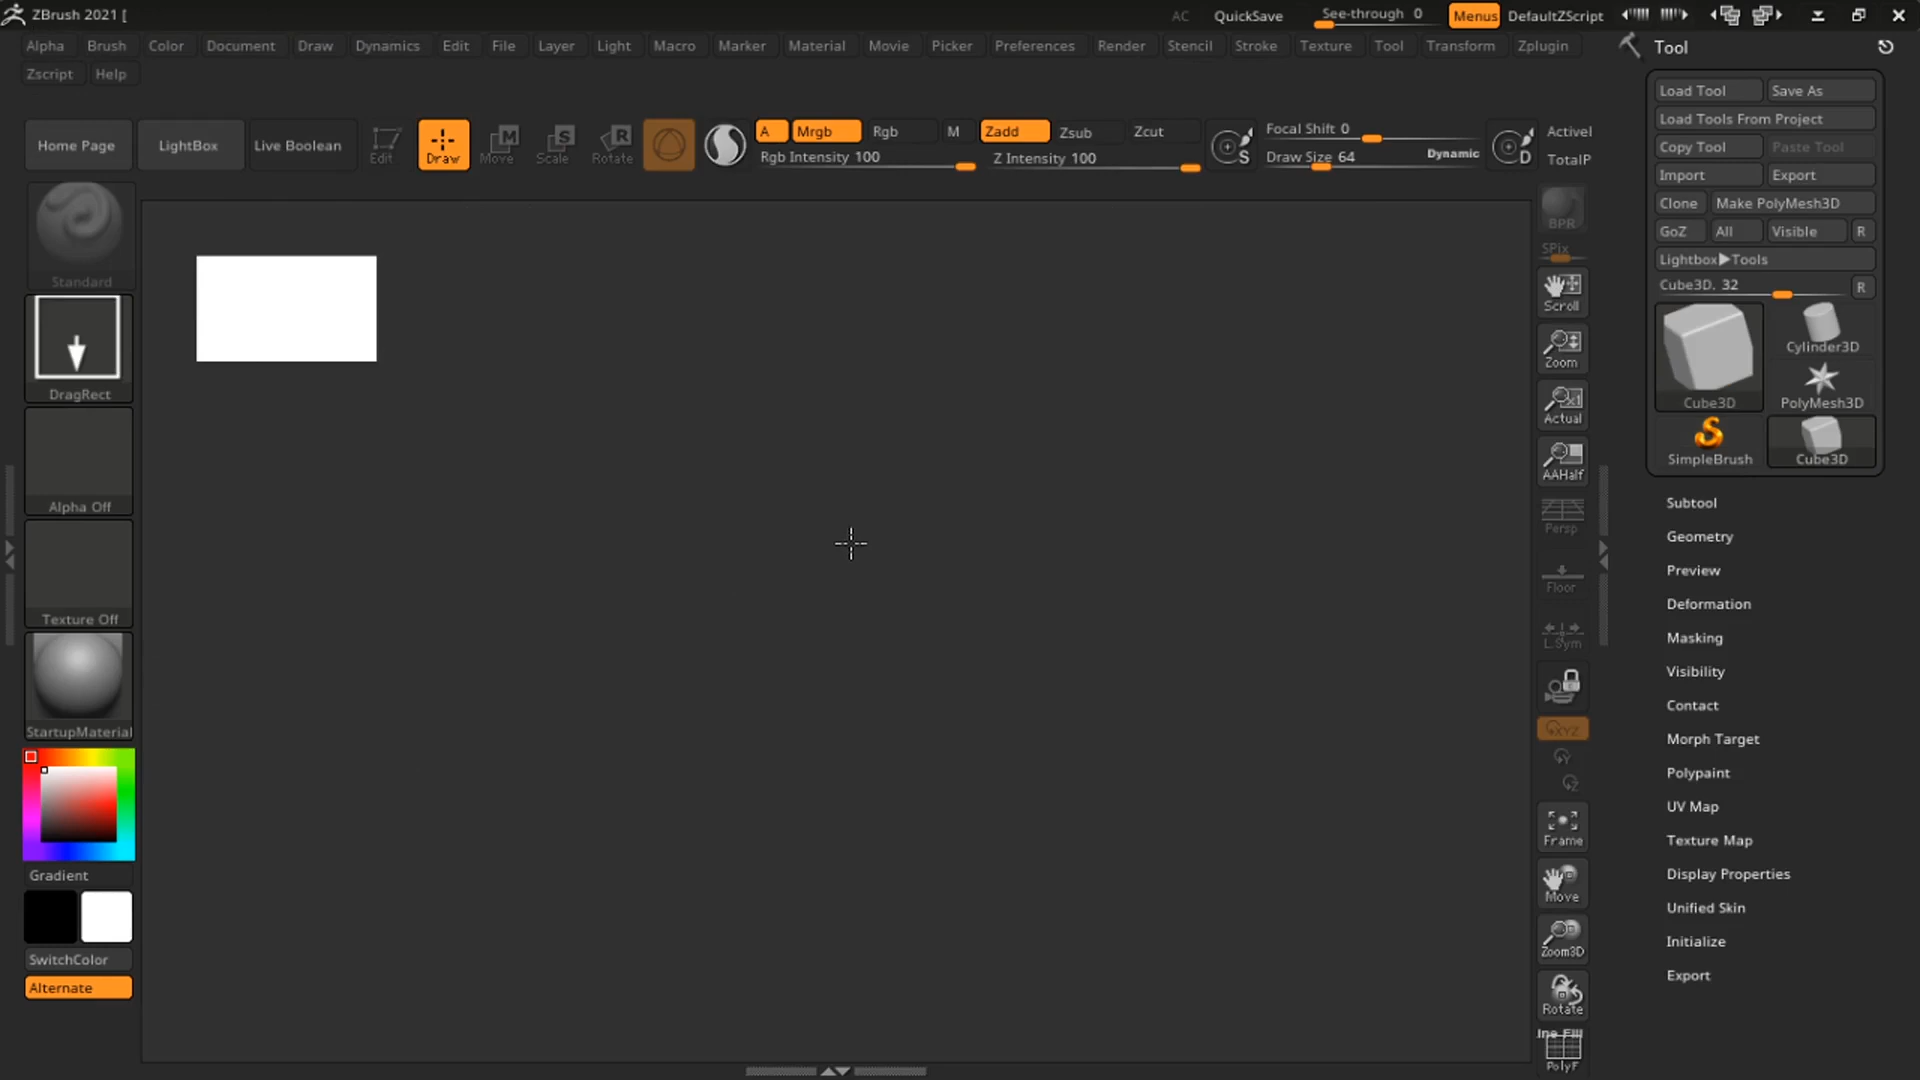 ZBrush 2021 [
AC QuickSave See-through 0 Menus DefaultZScript
Alpha Brush Color Document Draw Dynamics Edit File Layer Light Macro Marker Material Movie Picker Preferences Render Stencil Stroke Texture Tool Transform Zplugin
Zscript Help
Home Page LightBox Live Boolean Edit Draw Move Scale Rotate
A Mrgb Rgb M Zadd Zsub Zcut
Rgb Intensity 100 Z Intensity 100
Focal Shift 0
Draw Size 64 Dynamic
S D
ActiveI
TotalP
Standard
DragRect
Alpha Off
Texture Off
StartupMaterial
Gradient
SwitchColor
Alternate
BPR
SPix
Scroll
Zoom
Actual
AAHalf
Persp
Floor
L.Sym
XYZ
Frame
Move
Zoom3D
Rotate
PolyF
Tool
Load Tool Save As
Load Tools From Project
Copy Tool Paste Tool
Import Export
Clone Make PolyMesh3D
GoZ All Visible R
Lightbox▶Tools
Cube3D. 32 R
Cube3D
Cylinder3D
PolyMesh3D
SimpleBrush
Cube3D
Subtool
Geometry
Preview
Deformation
Masking
Visibility
Contact
Morph Target
Polypaint
UV Map
Texture Map
Display Properties
Unified Skin
Initialize
Export